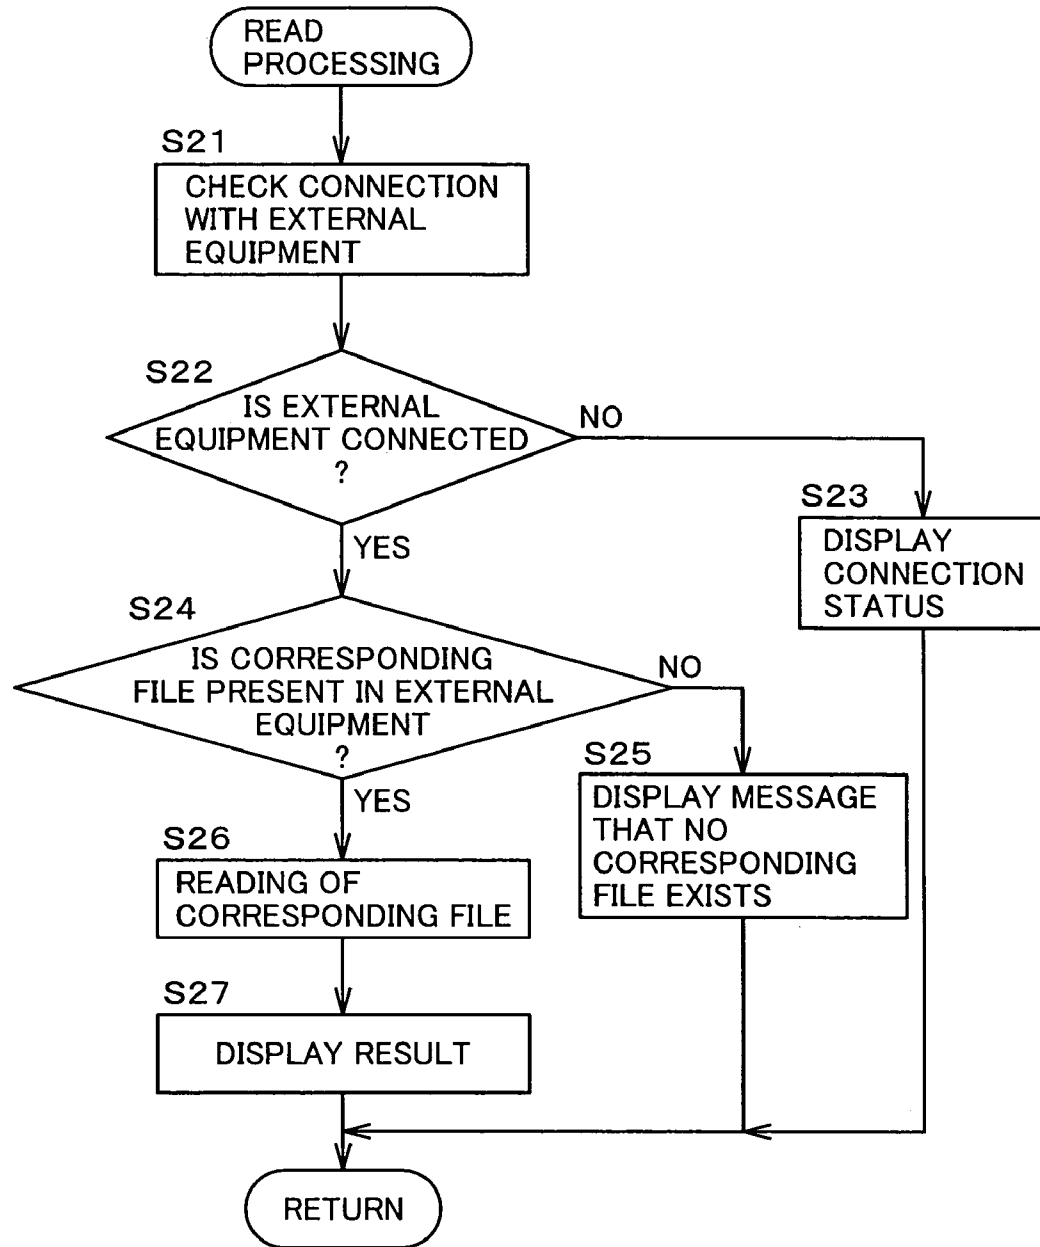 READ
PROCESSING
S21
CHECK CONNECTION
WITH EXTERNAL
EQUIPMENT
S22
IS EXTERNAL
EQUIPMENT CONNECTED
?
NO
YES
S23
DISPLAY
CONNECTION
STATUS
S24
IS CORRESPONDING
FILE PRESENT IN EXTERNAL
EQUIPMENT
?
NO
YES
S25
DISPLAY MESSAGE
THAT NO
CORRESPONDING
FILE EXISTS
S26
READING OF
CORRESPONDING FILE
S27
DISPLAY RESULT
RETURN